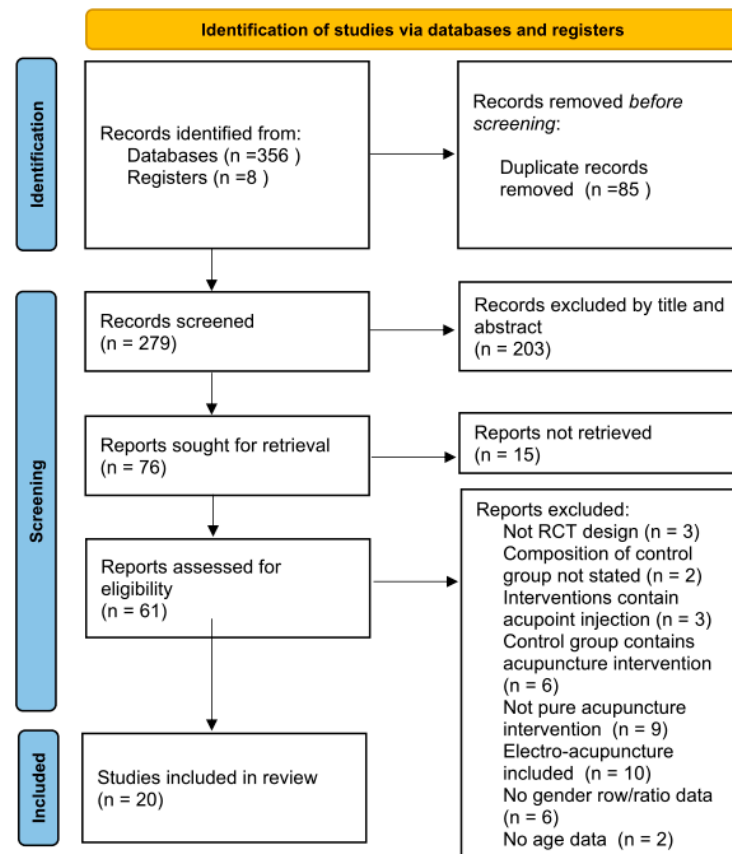 Identification of studies via databases and registers
Identification
Records identified from:
Databases (n =356 )
Registers (n =8 )
Records removed before
screening:
Duplicate records
removed (n =85 )
Screening
Records screened
(n = 279)
Records excluded by title and
abstract
(n = 203)
Reports sought for retrieval
(n = 76)
Reports not retrieved
(n = 15)
Reports assessed for
eligibility
(n = 61)
Reports excluded:
Not RCT design (n = 3)
Composition of control
group not stated (n = 2)
Interventions contain
acupoint injection (n = 3)
Control group contains
acupuncture intervention
(n = 6)
Not pure acupuncture
intervention (n = 9)
Electro-acupuncture
included (n = 10)
No gender row/ratio data
(n = 6)
No age data (n = 2)
Included
Studies included in review
(n = 20)